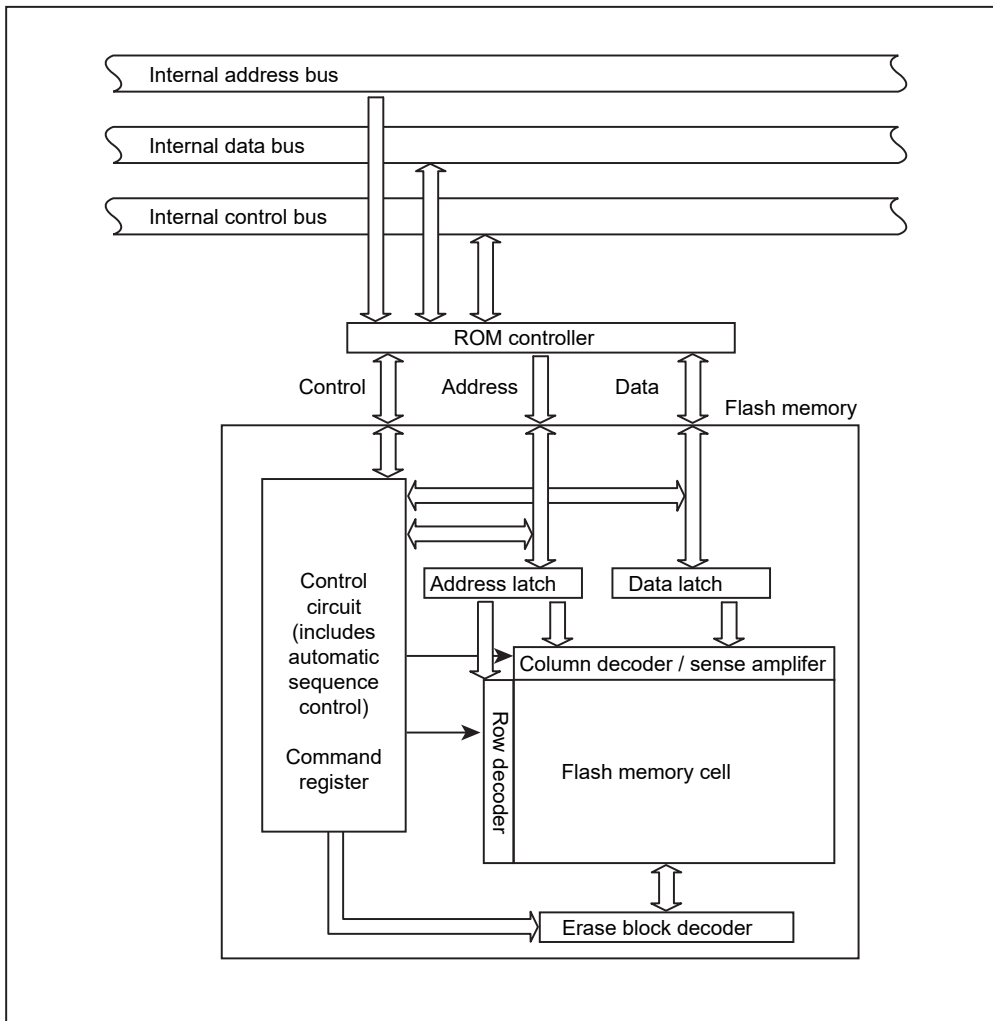 Internal address bus
Internal data bus
Internal control bus
ROM controller
Control
Address
Data
Flash memory
Control
circuit
(includes
automatic
sequence
control)
Command
register
Address latch
Data latch
Column decoder / sense amplifer
Row decoder
Flash memory cell
Erase block decoder